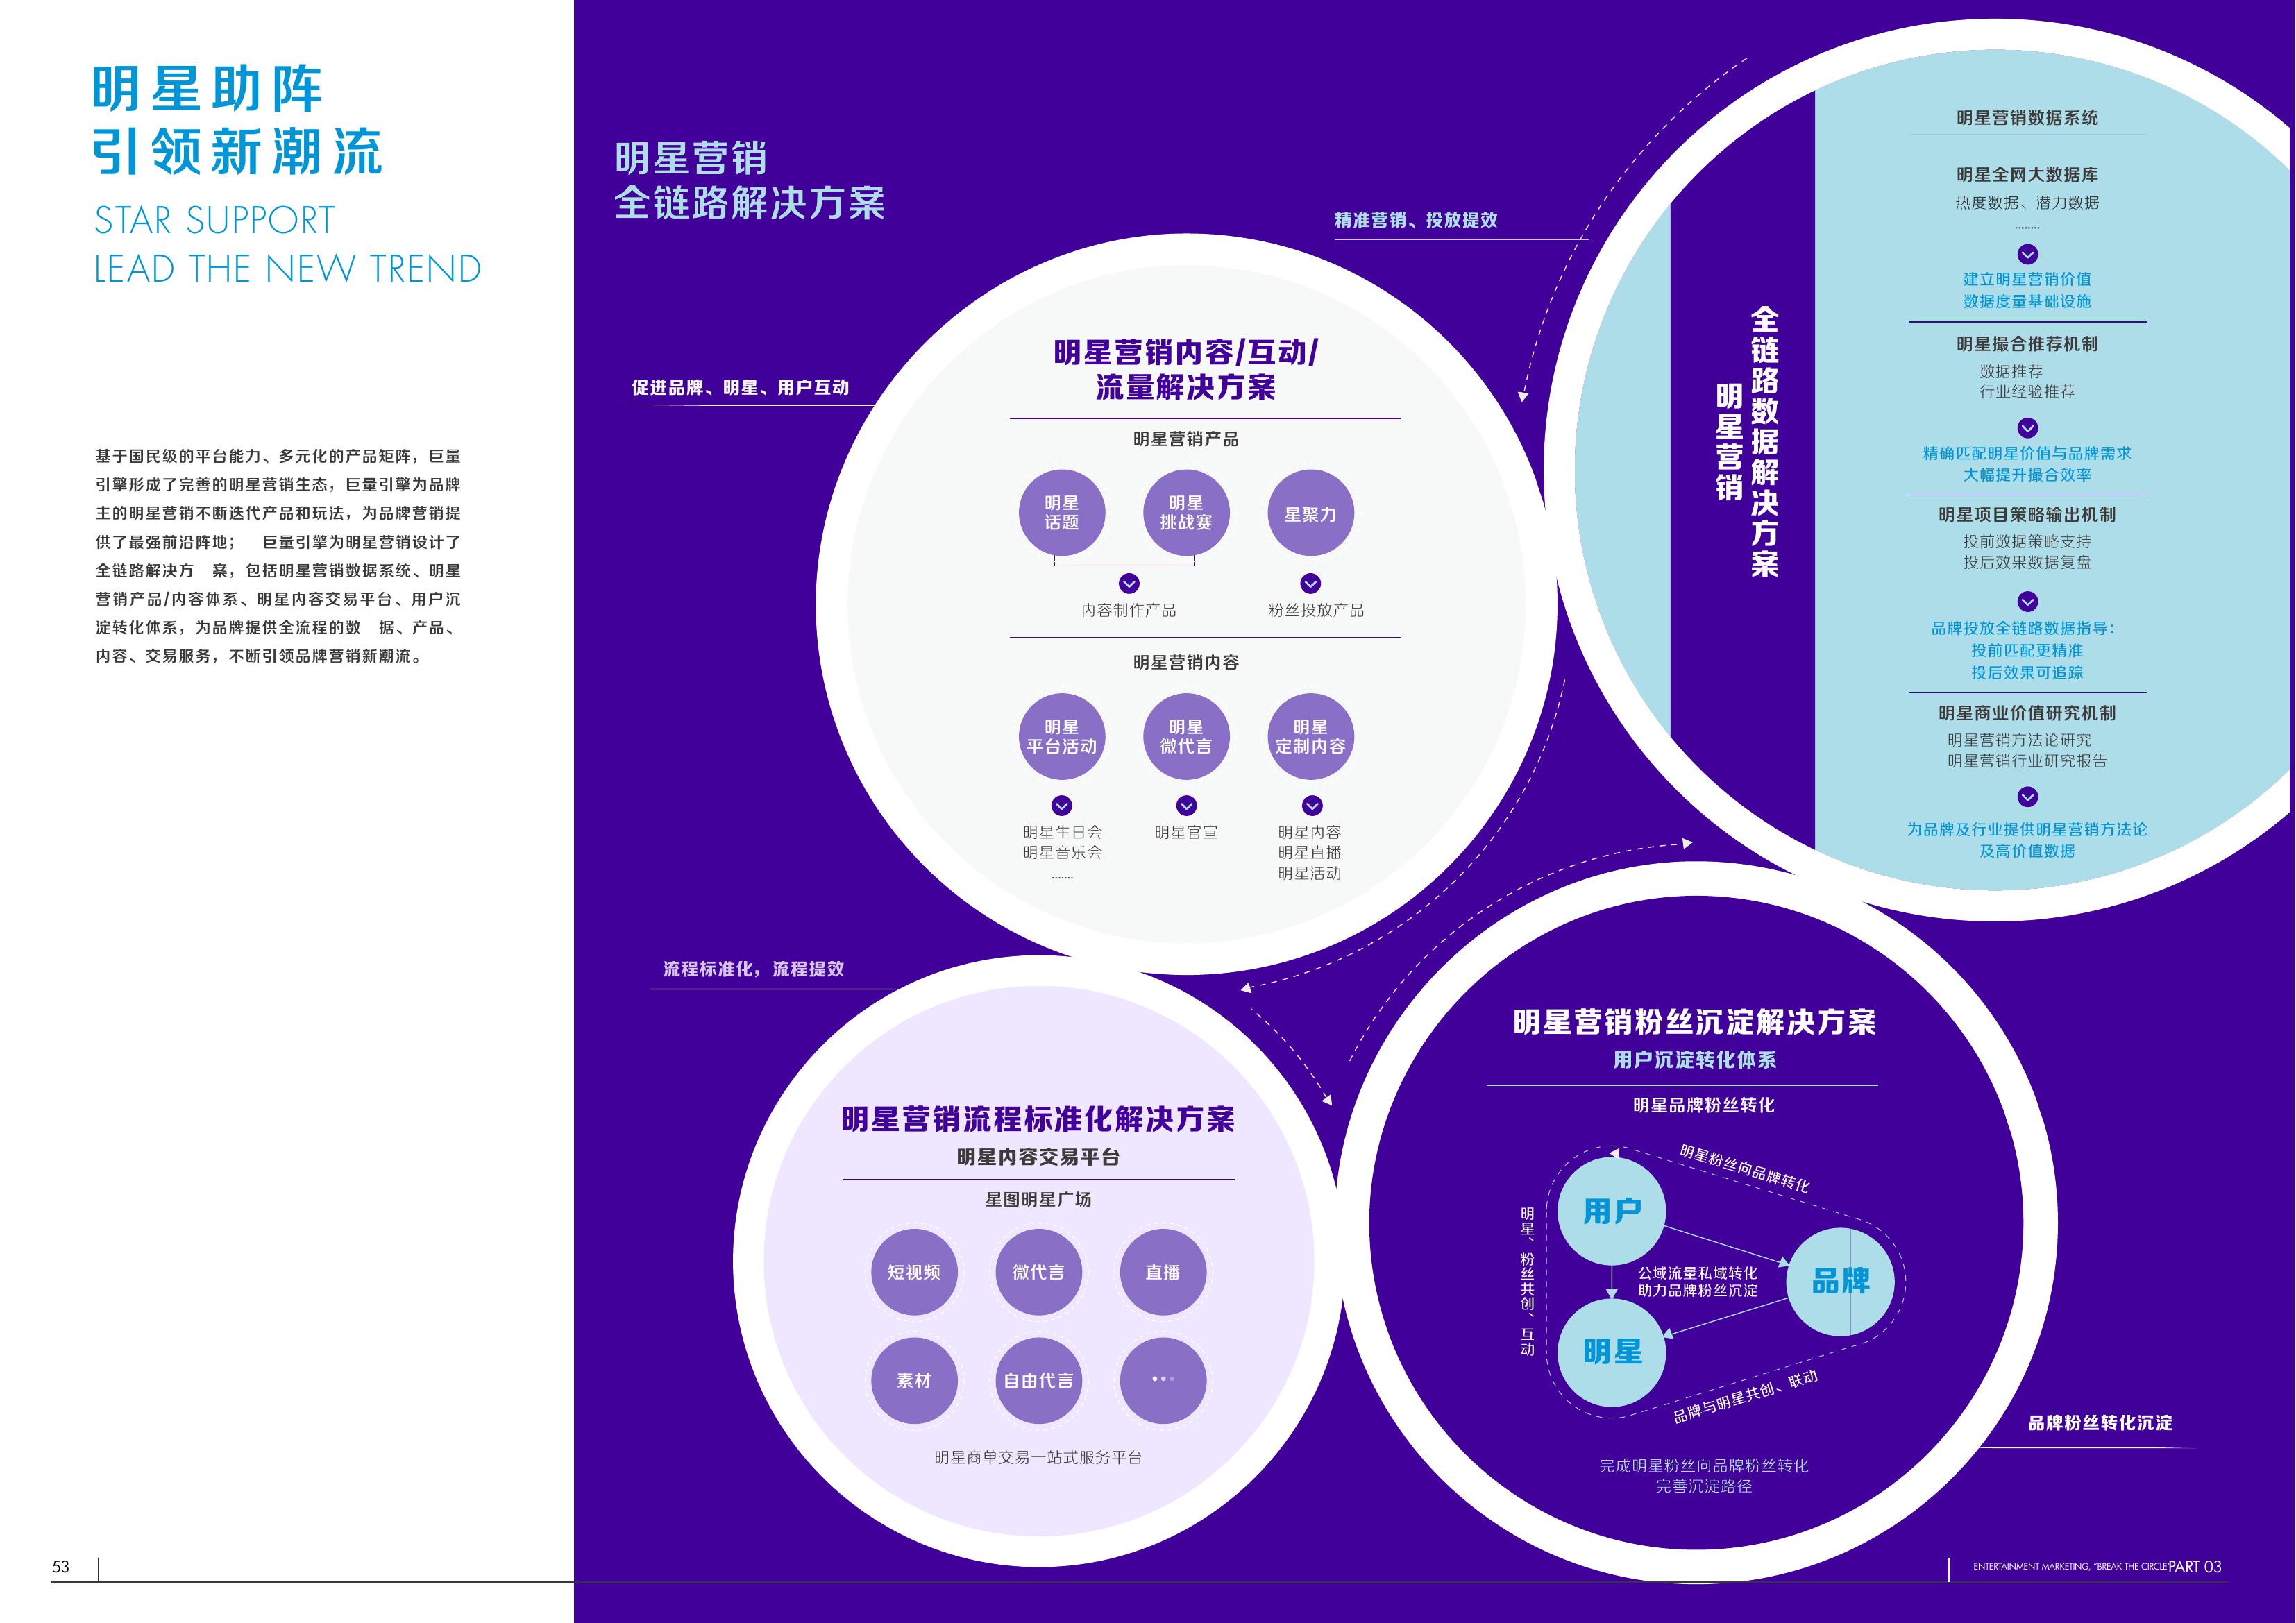 明星助阵
引领新潮流
STAR SUPPORT
LEAD THE NEW TREND
基于国民级的平台能力、多元化的产品矩阵，巨量
引擎形成了完善的明星营销生态，巨量引擎为品牌
主的明星营销不断迭代产品和玩法，为品牌营销提
供了最强前沿阵地； 巨量引擎为明星营销设计了
全链路解决方 案，包括明星营销数据系统、明星
营销产品/内容体系、明星内容交易平台、用户沉
淀转化体系，为品牌提供全流程的数 据、产品、
内容、交易服务，不断引领品牌营销新潮流。
明星营销
全链路解决方案
促进品牌、明星、用户互动
明星营销内容/互动/
流量解决方案
明星营销产品
明星
话题
明星
挑战赛
星聚力
内容制作产品
粉丝投放产品
明星营销内容
明星
平台活动
明星
微代言
明星
定制内容
明星生日会
明星音乐会
.......
明星官宣
明星内容
明星直播
明星活动
精准营销、投放提效
明星营销
全链路数据解决方案
明星营销数据系统
明星全网大数据库
热度数据、潜力数据
........
建立明星营销价值
数据度量基础设施
明星撮合推荐机制
数据推荐
行业经验推荐
精确匹配明星价值与品牌需求
大幅提升撮合效率
明星项目策略输出机制
投前数据策略支持
投后效果数据复盘
品牌投放全链路数据指导：
投前匹配更精准
投后效果可追踪
明星商业价值研究机制
明星营销方法论研究
明星营销行业研究报告
为品牌及行业提供明星营销方法论
及高价值数据
流程标准化，流程提效
明星营销流程标准化解决方案
明星内容交易平台
星图明星广场
短视频
微代言
直播
素材
自由代言
...
明星商单交易一站式服务平台
明星营销粉丝沉淀解决方案
用户沉淀转化体系
明星品牌粉丝转化
明星粉丝向品牌转化
用户
明星、粉丝共创、互动
公域流量私域转化
助力品牌粉丝沉淀
品牌
明星
品牌与明星共创、联动
完成明星粉丝向品牌粉丝转化
完善沉淀路径
品牌粉丝转化沉淀
53
ENTERTAINMENT MARKETING, "BREAK THE CIRCLE"PART 03